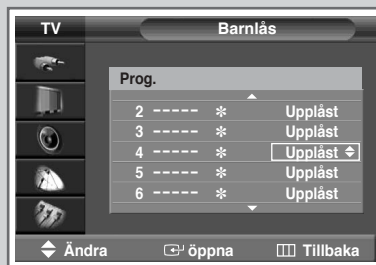 TV Barnlås
Prog.
2 ----- ✻ Upplåst
3 ----- ✻ Upplåst
4 ----- ✻ Upplåst
5 ----- ✻ Upplåst
6 ----- ✻ Upplåst
Ändra öppna Tillbaka